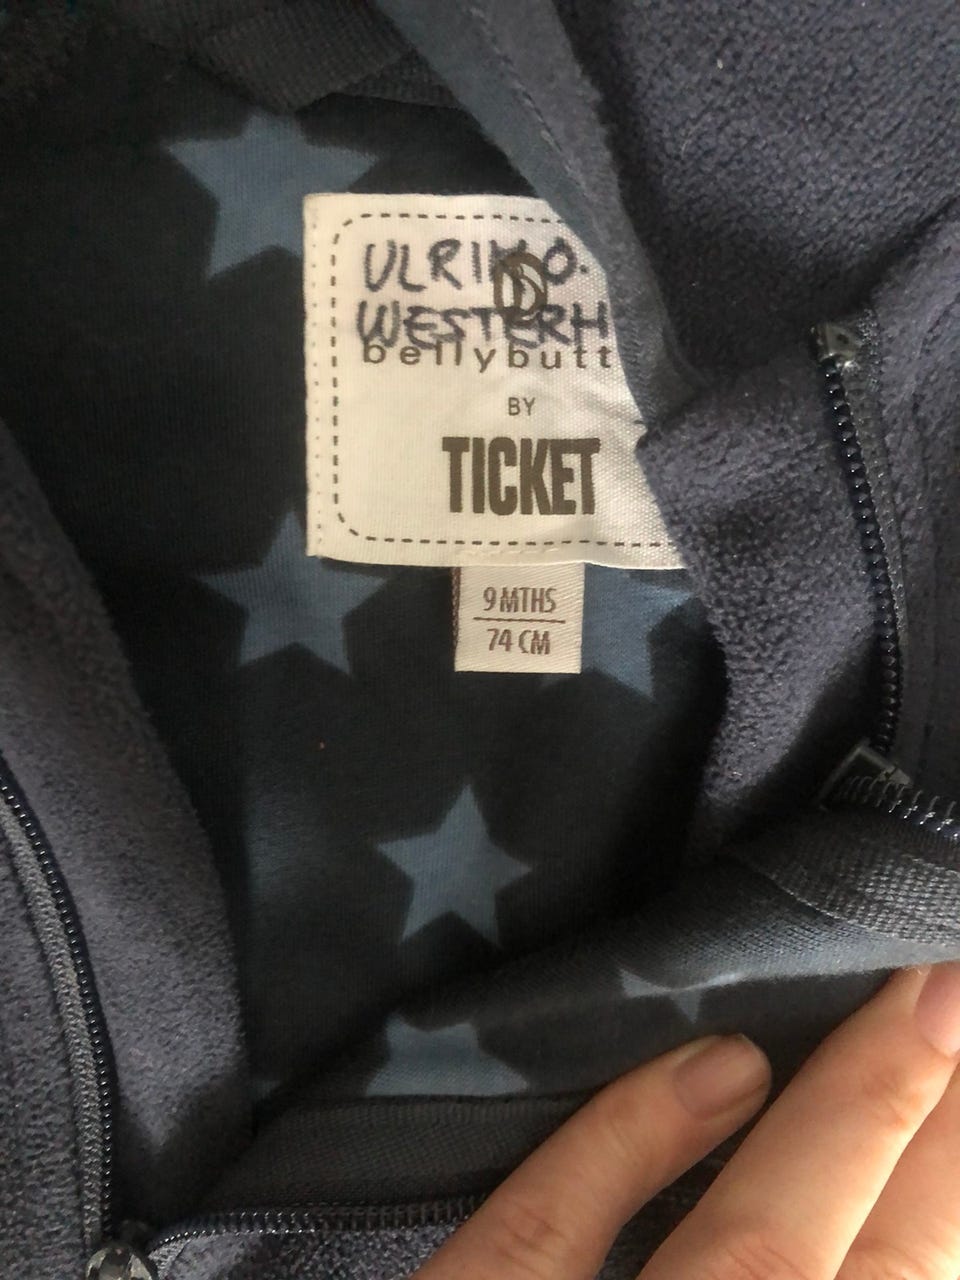 ULRIK O.
WESTERH
bellybutt
BY
TICKET
9 MTHS
74 CM